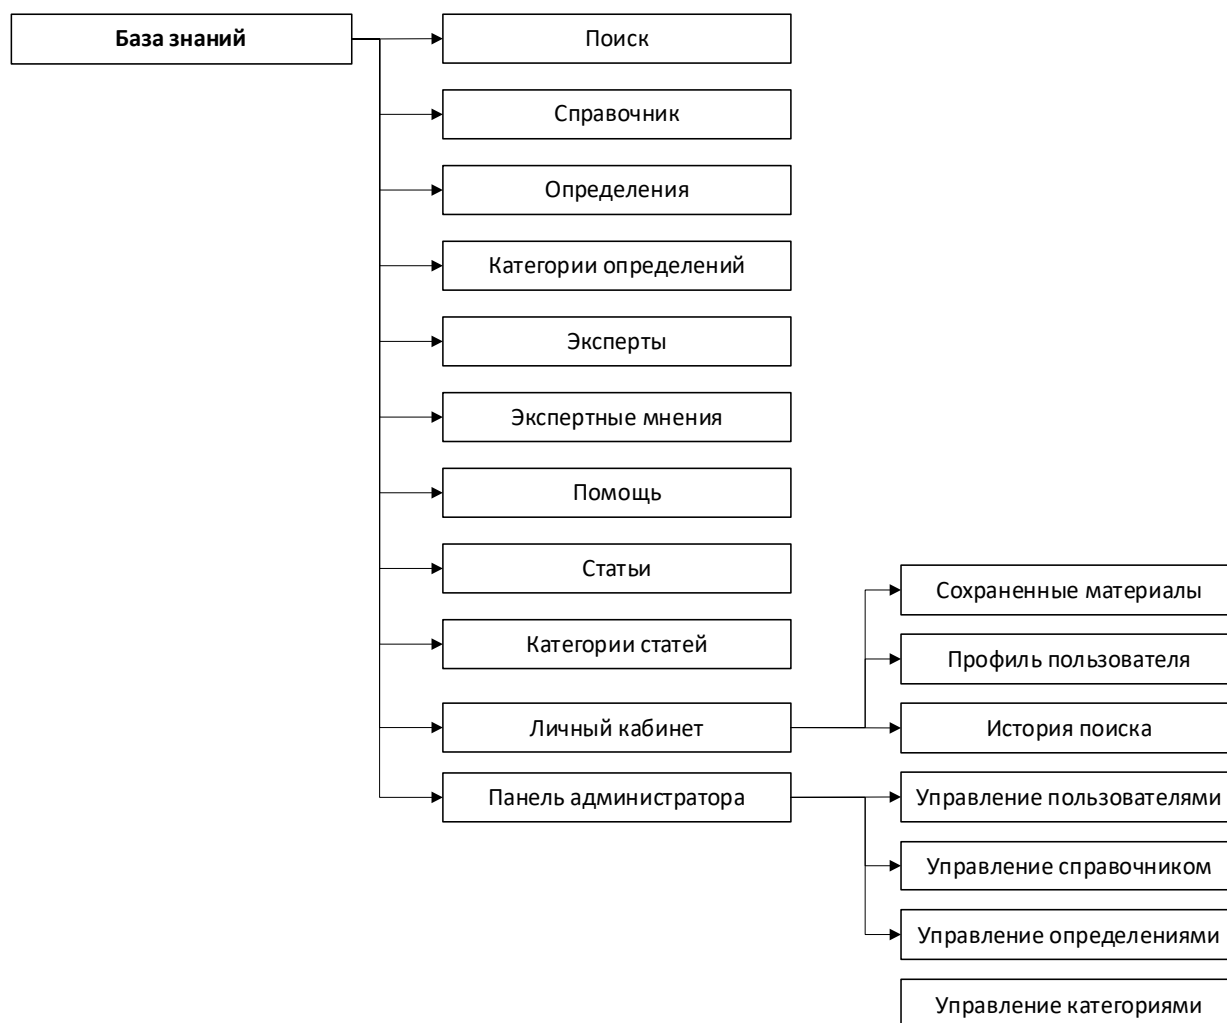 База знаний
Поиск
Справочник
Определения
Категории определений
Эксперты
Экспертные мнения
Помощь
Статьи
Категории статей
Личный кабинет
Панель администратора
Сохраненные материалы
Профиль пользователя
История поиска
Управление пользователями
Управление справочником
Управление определениями
Управление категориями